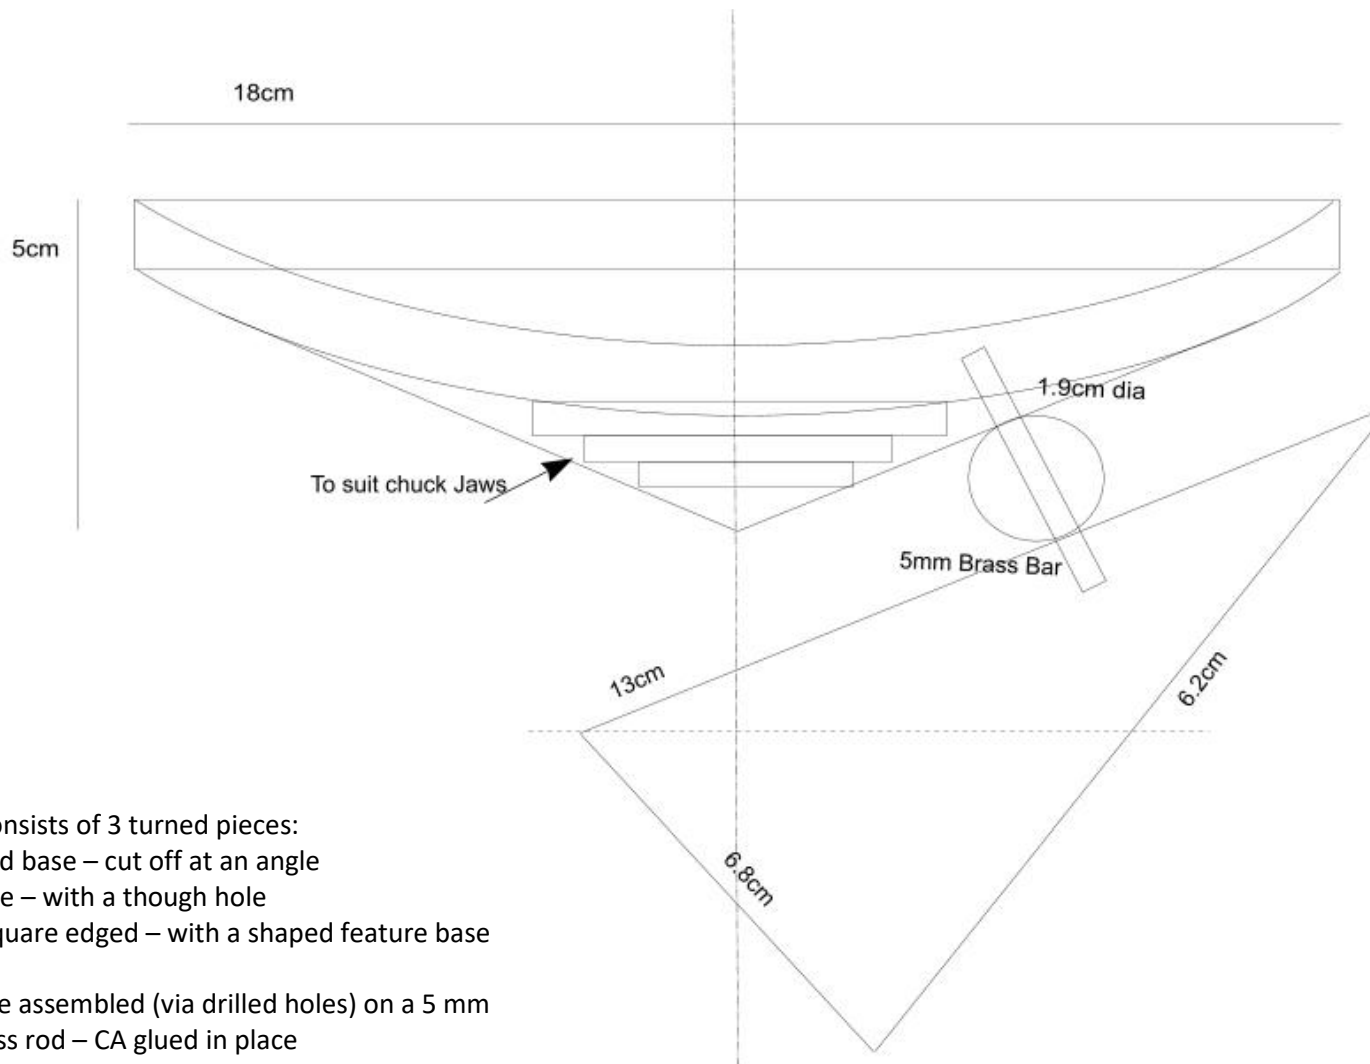 18cm
5cm
1.9cm dia
To suit chuck Jaws
5mm Brass Bar
13cm
6.2cm
6.8cm
onsists of 3 turned pieces:
d base – cut off at an angle
e – with a though hole
quare edged – with a shaped feature base
e assembled (via drilled holes) on a 5 mm
ss rod – CA glued in place